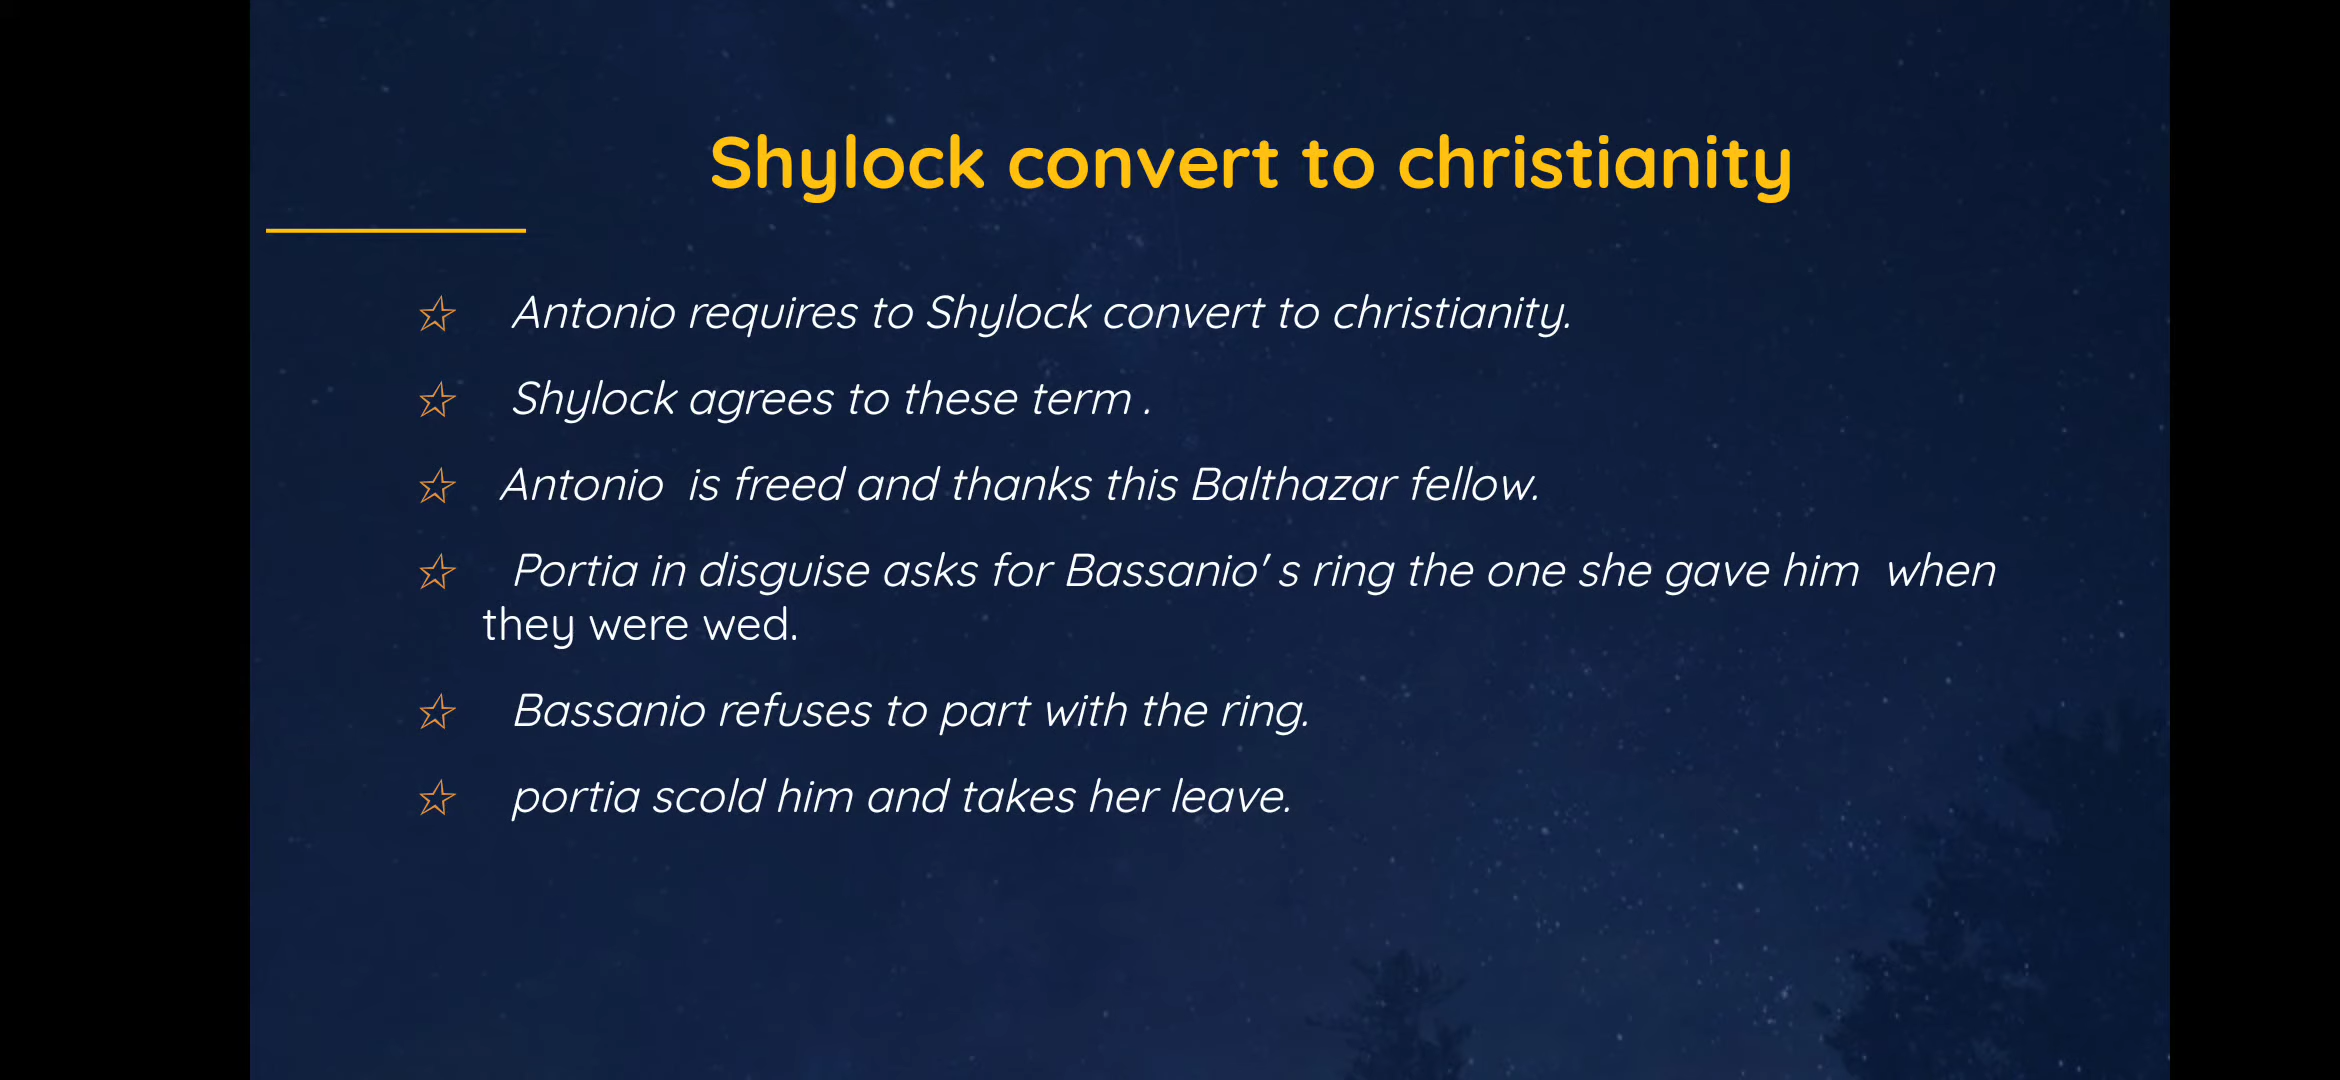 Shylock convert to christianity
☆ Antonio requires to Shylock convert to christianity.
☆ Shylock agrees to these term .
☆ Antonio  is freed and thanks this Balthazar fellow.
☆ Portia in disguise asks for Bassanio' s ring the one she gave him  when
they were wed.
☆ Bassanio refuses to part with the ring.
☆ portia scold him and takes her leave.